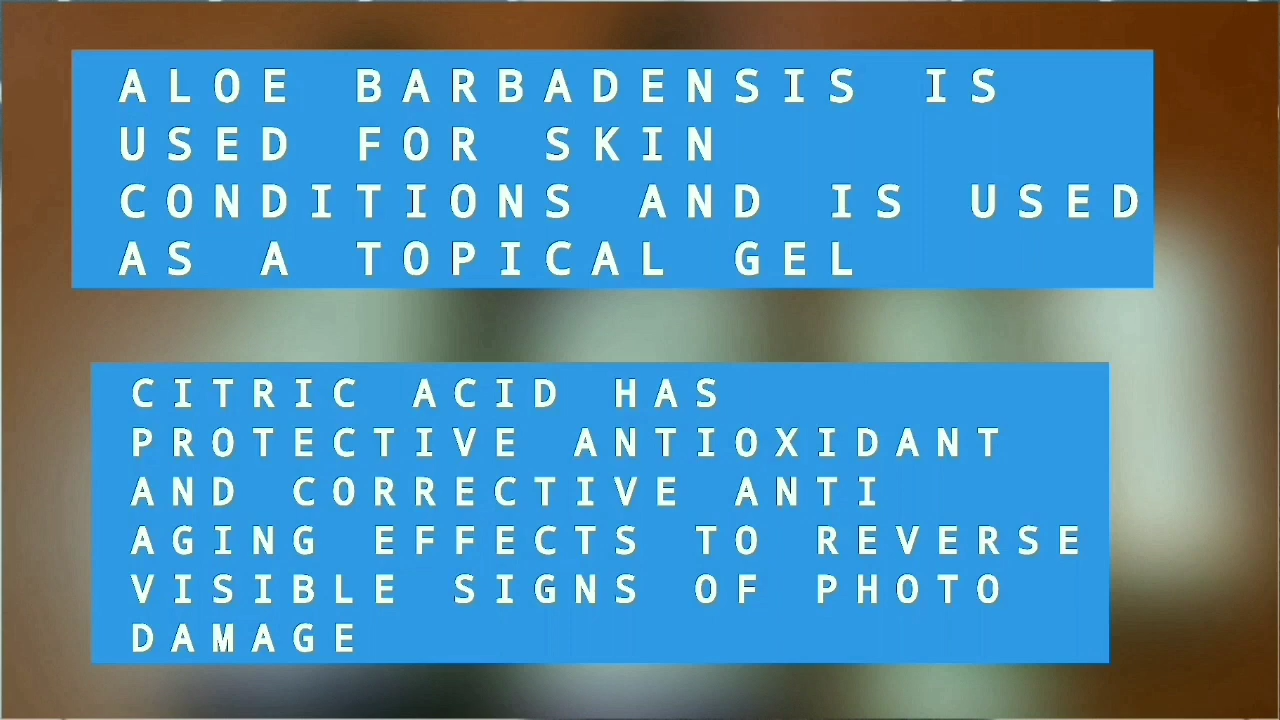 ALOE BARBADENSIS IS
USED FOR SKIN
CONDITIONS AND IS USED
AS A TOPICAL GEL
CITRIC ACID HAS
PROTECTIVE ANTIOXIDANT
AND CORRECTIVE ANTI
AGING EFFECTS TO REVERSE
VISIBLE SIGNS OF PHOTO
DAMAGE